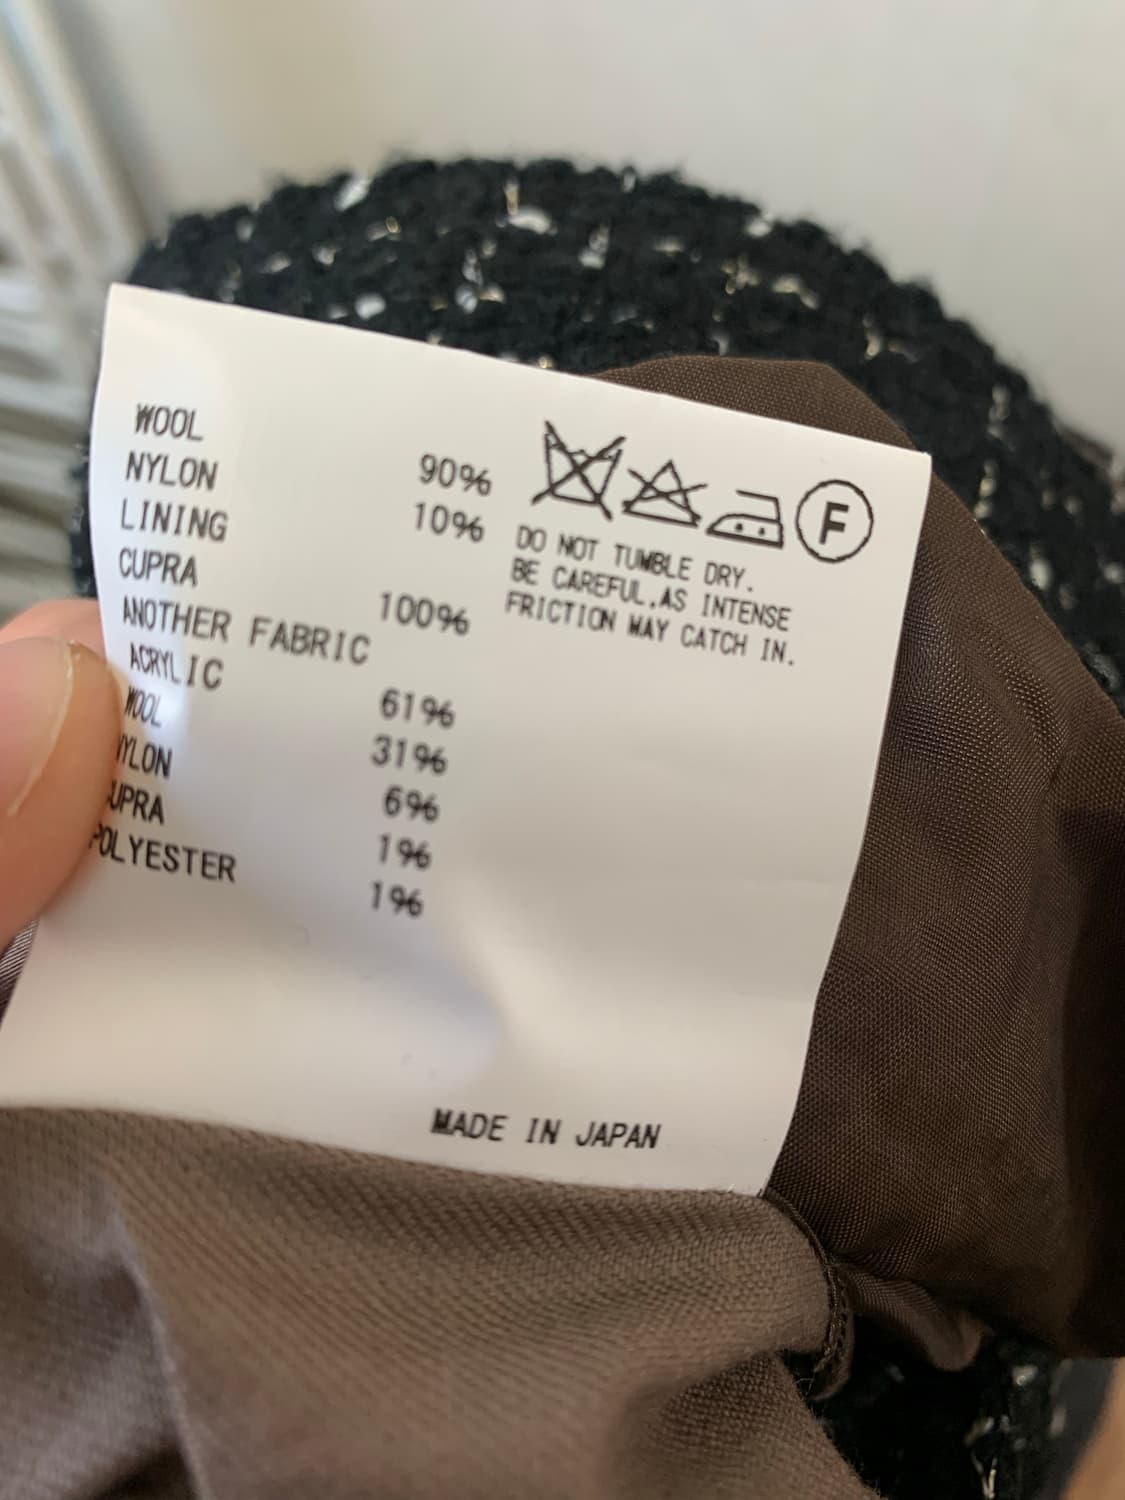 WOOL 90%
NYLON 10%
LINING
CUPRA 100%
ANOTHER FABRIC
ACRYLIC 61%
WOOL 31%
NYLON 6%
CUPRA 1%
POLYESTER 1%
F
DO NOT TUMBLE DRY.
BE CAREFUL,AS INTENSE
FRICTION MAY CATCH IN.
MADE IN JAPAN